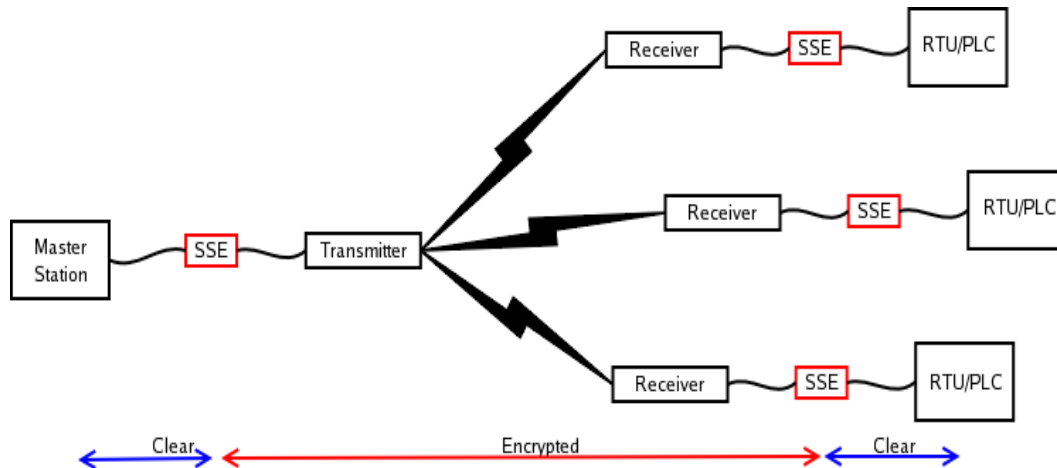 Receiver
SSE
RTU/PLC
Receiver
SSE
RTU/PLC
Master
Station
SSE
Transmitter
Receiver
SSE
RTU/PLC
Clear
Encrypted
Clear